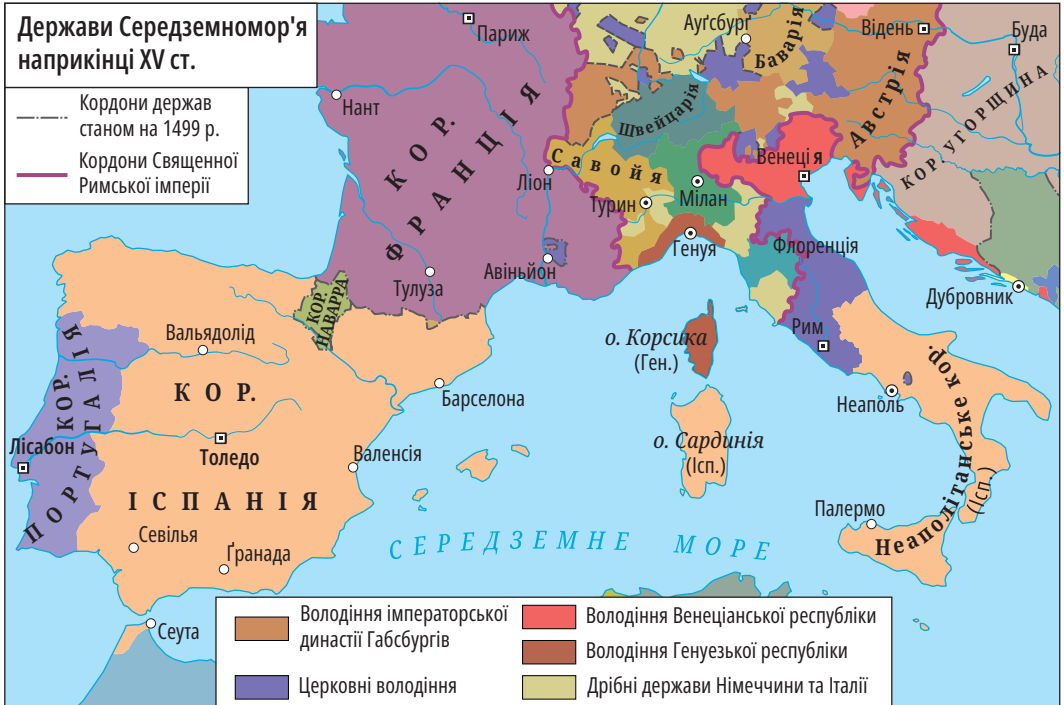 Держави Середземномор'я
наприкінці XV ст.
Кордони держав
станом на 1499 р.
Кордони Священної
Римської імперії
Париж
Нант
КОР.
ФРАНЦІЯ
Ліон
Авіньйон
Тулуза
КОР.
НАВАРРА
Ауґсбург
Баварія
Відень
Буда
Австрія
КОР. УГОРЩИНА
Швейцарія
Савойя
Венеція
Мілан
Турин
Генуя
Флоренція
Дубровник
Рим
о. Корсика
(Ген.)
о. Сардинія
(Ісп.)
Неаполь
Неаполітанське кор.
(Ісп.)
Палермо
Вальядолід
КОР.
ІСПАНІЯ
Барселона
Толедо
Валенсія
Севілья
Ґранада
КОР.
ПОРТУГАЛІЯ
Лісабон
Сеута
СЕРЕДЗЕМНЕ МОРЕ
Володіння імператорської
династії Габсбургів
Церковні володіння
Володіння Венеціанської республіки
Володіння Генуезької республіки
Дрібні держави Німеччини та Італії